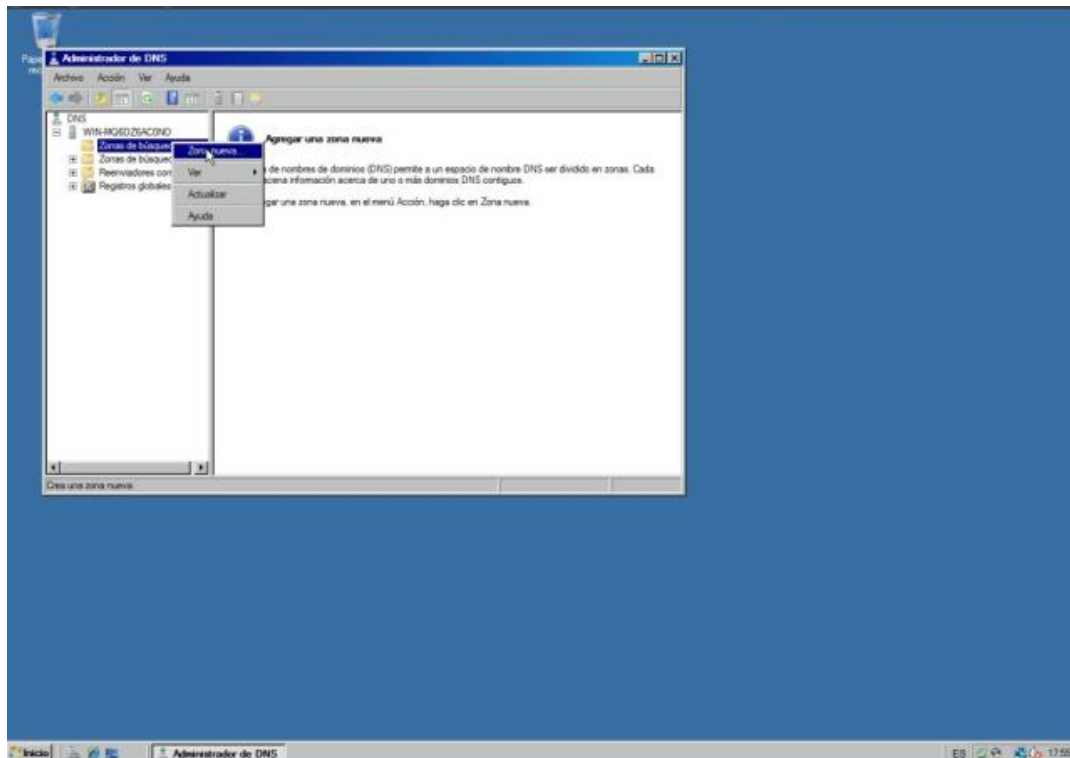 Administrador de DNS
Archivo Acción Ver Ayuda
DNS
WIN-MQ6DZ6AC0NO
Zonas de búsqued
Zonas de búsqued
Reenviadores con
Registros globales
Zona nueva...
Ver
Actualizar
Ayuda
Agregar una zona nueva
de nombres de dominios (DNS) permite a un espacio de nombre DNS ser dividido en zonas. Cada
acena información acerca de uno o más dominios DNS contiguos.
egar una zona nueva, en el menú Acción, haga clic en Zona nueva.
Crea una zona nueva.
Inicio
Administrador de DNS
ES
17:55